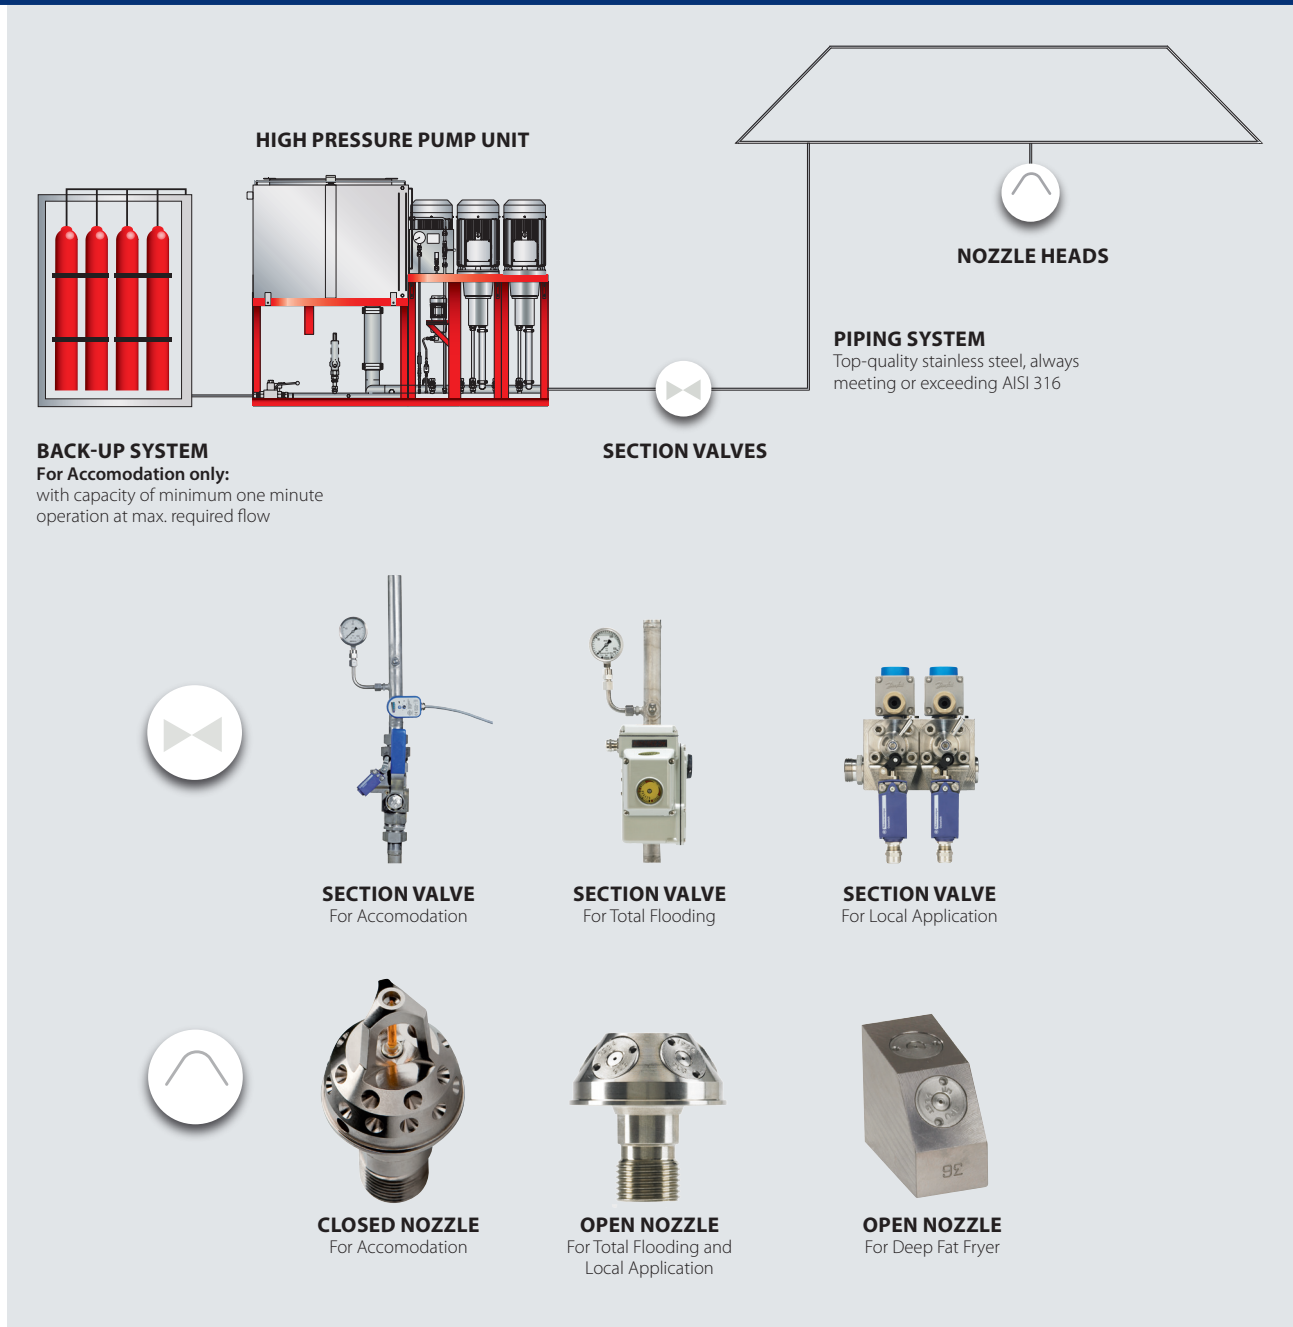 HIGH PRESSURE PUMP UNIT
NOZZLE HEADS
PIPING SYSTEM
Top-quality stainless steel, always
meeting or exceeding AISI 316
BACK-UP SYSTEM
For Accomodation only:
with capacity of minimum one minute
operation at max. required flow
SECTION VALVES
SECTION VALVE
For Accomodation
SECTION VALVE
For Total Flooding
SECTION VALVE
For Local Application
CLOSED NOZZLE
For Accomodation
OPEN NOZZLE
For Total Flooding and
Local Application
OPEN NOZZLE
For Deep Fat Fryer